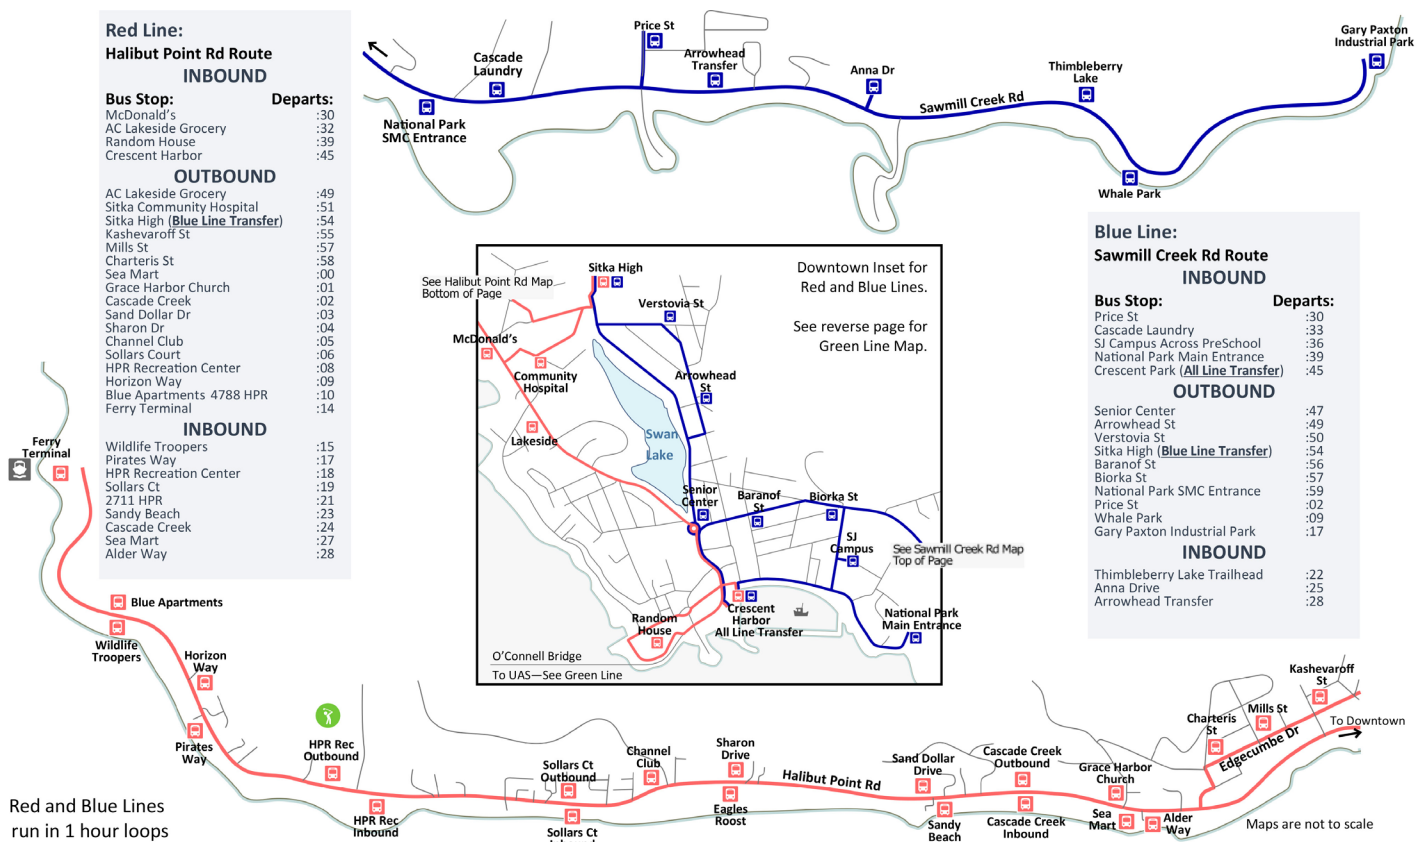 Red Line:
Halibut Point Rd Route
INBOUND
Bus Stop: Departs:
McDonald's :30
AC Lakeside Grocery :32
Random House :39
Crescent Harbor :45
OUTBOUND
AC Lakeside Grocery :49
Sitka Community Hospital :51
Sitka High (Blue Line Transfer) :54
Kashevaroff St :55
Mills St :57
Charteris St :58
Sea Mart :00
Grace Harbor Church :01
Cascade Creek :02
Sand Dollar Dr :03
Sharon Dr :04
Channel Club :05
Sollars Court :06
HPR Recreation Center :08
Horizon Way :09
Blue Apartments 4788 HPR :10
Ferry Terminal :14
INBOUND
Wildlife Troopers :15
Pirates Way :17
HPR Recreation Center :18
Sollars Ct :19
2711 HPR :21
Sandy Beach :23
Cascade Creek :24
Sea Mart :27
Alder Way :28
National Park
SMC Entrance
Cascade
Laundry
Price St
Arrowhead
Transfer
Anna Dr
Sawmill Creek Rd
Thimbleberry
Lake
Whale Park
Gary Paxton
Industrial Park
Blue Line:
Sawmill Creek Rd Route
INBOUND
Bus Stop: Departs:
Price St :30
Cascade Laundry :33
SJ Campus Across PreSchool :36
National Park Main Entrance :39
Crescent Park (All Line Transfer) :45
OUTBOUND
Senior Center :47
Arrowhead St :49
Verstovia St :50
Sitka High (Blue Line Transfer) :54
Baranof St :56
Biorka St :57
National Park SMC Entrance :59
Price St :02
Whale Park :09
Gary Paxton Industrial Park :17
INBOUND
Thimbleberry Lake Trailhead :22
Anna Drive :25
Arrowhead Transfer :28
Downtown Inset for
Red and Blue Lines.
See reverse page for
Green Line Map.
See Halibut Point Rd Map
Bottom of Page
Sitka High
Verstovia St
McDonald's
Community
Hospital
Arrowhead
St
Lakeside
Swan
Lake
Senior
Center
Baranof
St
Biorka St
SJ
Campus
See Sawmill Creek Rd Map
Top of Page
Crescent
Harbor
All Line Transfer
Random
House
National Park
Main Entrance
O'Connell Bridge
To UAS—See Green Line
Ferry
Terminal
Blue Apartments
Wildlife
Troopers
Horizon
Way
Pirates
Way
HPR Rec
Outbound
HPR Rec
Inbound
Sollars Ct
Outbound
Sollars Ct
Channel
Club
Sharon
Drive
Eagles
Roost
Halibut Point Rd
Sand Dollar
Drive
Sandy
Beach
Cascade Creek
Outbound
Cascade Creek
Inbound
Grace Harbor
Church
Sea
Mart
Alder
Way
Charteris
St
Mills St
Kashevaroff
St
Edgecumbe Dr
To Downtown
Maps are not to scale
Red and Blue Lines
run in 1 hour loops